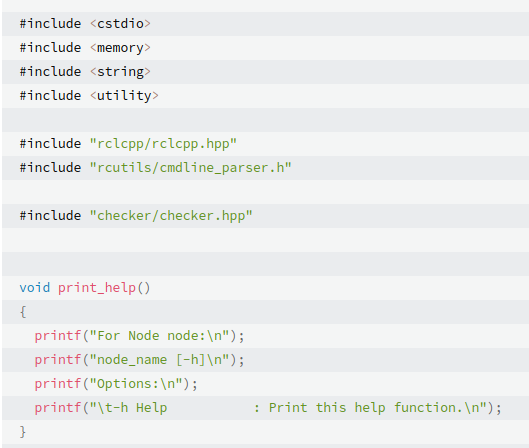 #include <cstdio>
#include <memory>
#include <string>
#include <utility>
#include "rclcpp/rclcpp.hpp"
#include "rcutils/cmdline_parser.h"
#include "checker/checker.hpp"
void print_help()
{
  printf("For Node node:\n");
  printf("node_name [-h]\n");
  printf("Options:\n");
  printf("\t-h Help           : Print this help function.\n");
}